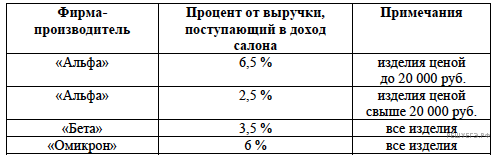 Фирма- Процент от выручки, Примечания
производитель поступающий в доход
салона
«Альфа» 6,5 % изделия ценой
до 20 000 руб.
«Альфа» 2,5 % изделия ценой
свыше 20 000 руб.
«Бета» 3,5 % все изделия
«Омикрон» 6 % все изделия